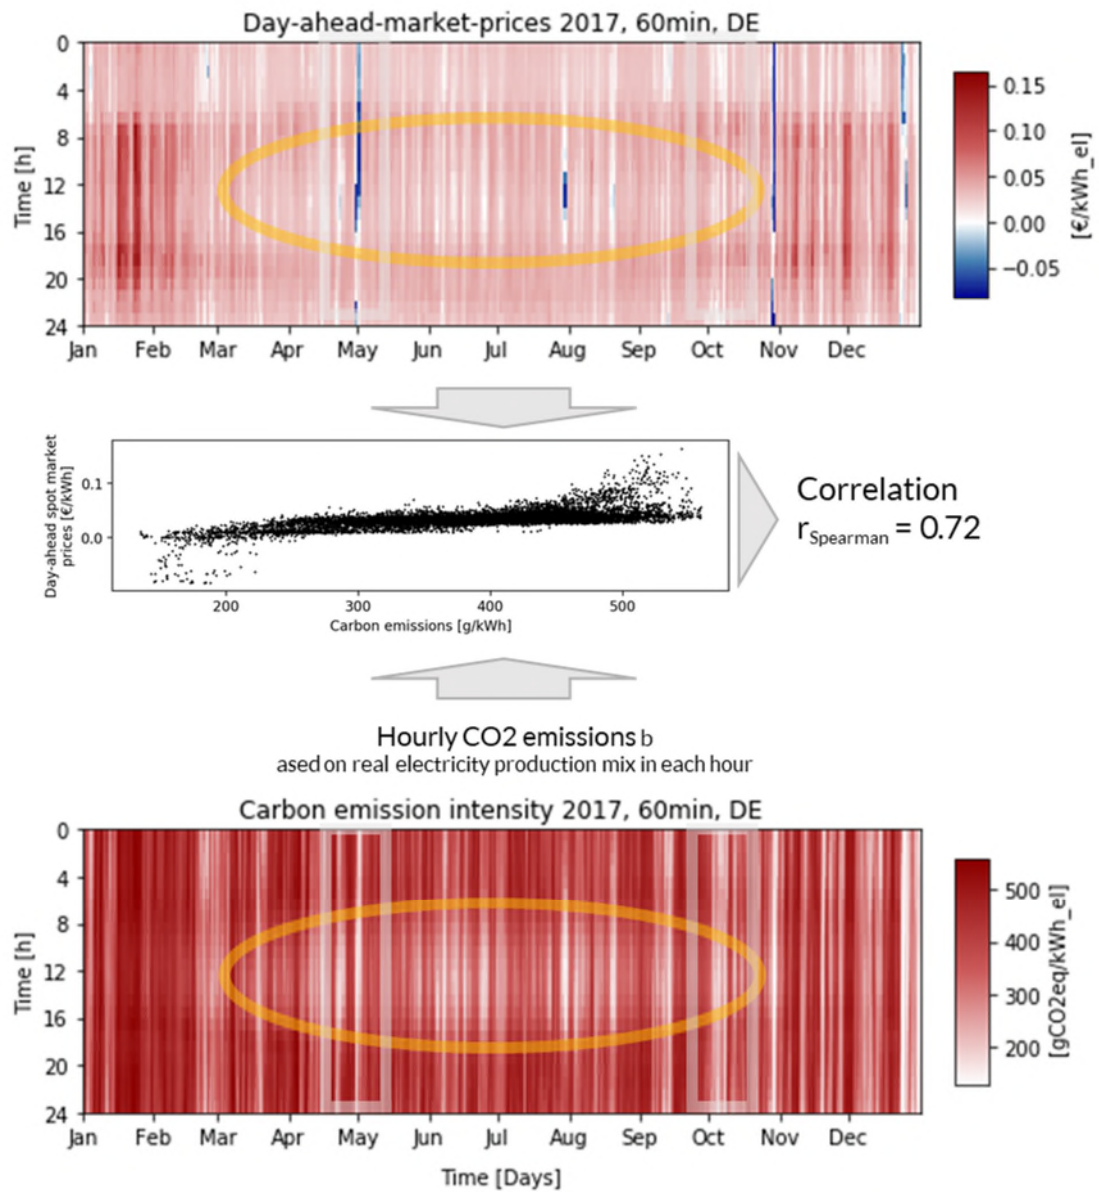 Day-ahead-market-prices 2017, 60min, DE
0
4
8
12
16
20
24
Time [h]
Jan Feb Mar Apr May Jun Jul Aug Sep Oct Nov Dec
0.15
0.10
0.05
0.00
−0.05
[€/kWh_el]
Day-ahead spot market
prices [€/kWh]
0.1
0.0
200 300 400 500
Carbon emissions [g/kWh]
Correlation
rSpearman = 0.72
Hourly CO2 emissions b
ased on real electricity production mix in each hour
Carbon emission intensity 2017, 60min, DE
0
4
8
12
16
20
24
Time [h]
Jan Feb Mar Apr May Jun Jul Aug Sep Oct Nov Dec
Time [Days]
500
400
300
200
[gCO2eq/kWh_el]